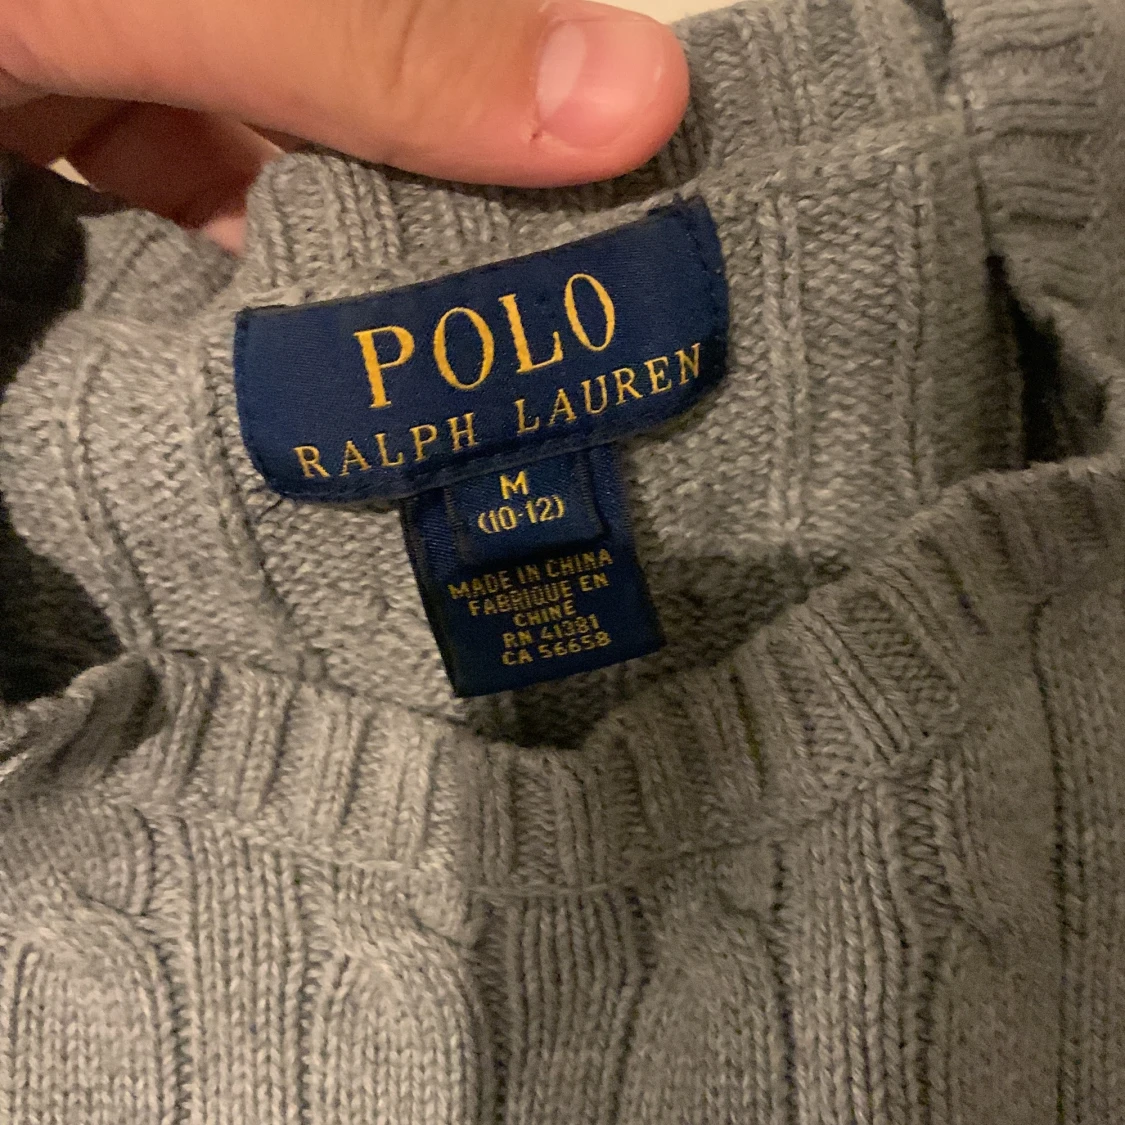 POLO
RALPH LAUREN
M
(10-12)
MADE IN CHINA
FABRIQUE EN
CHINE
RN 41381
CA 56658